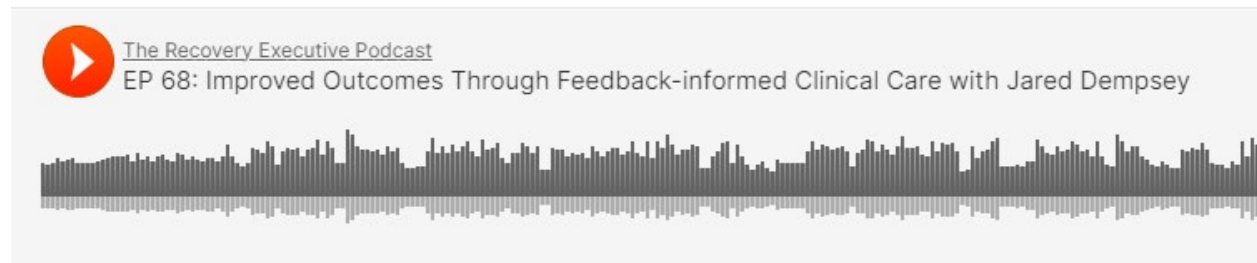 The Recovery Executive Podcast
EP 68: Improved Outcomes Through Feedback-informed Clinical Care with Jared Dempsey